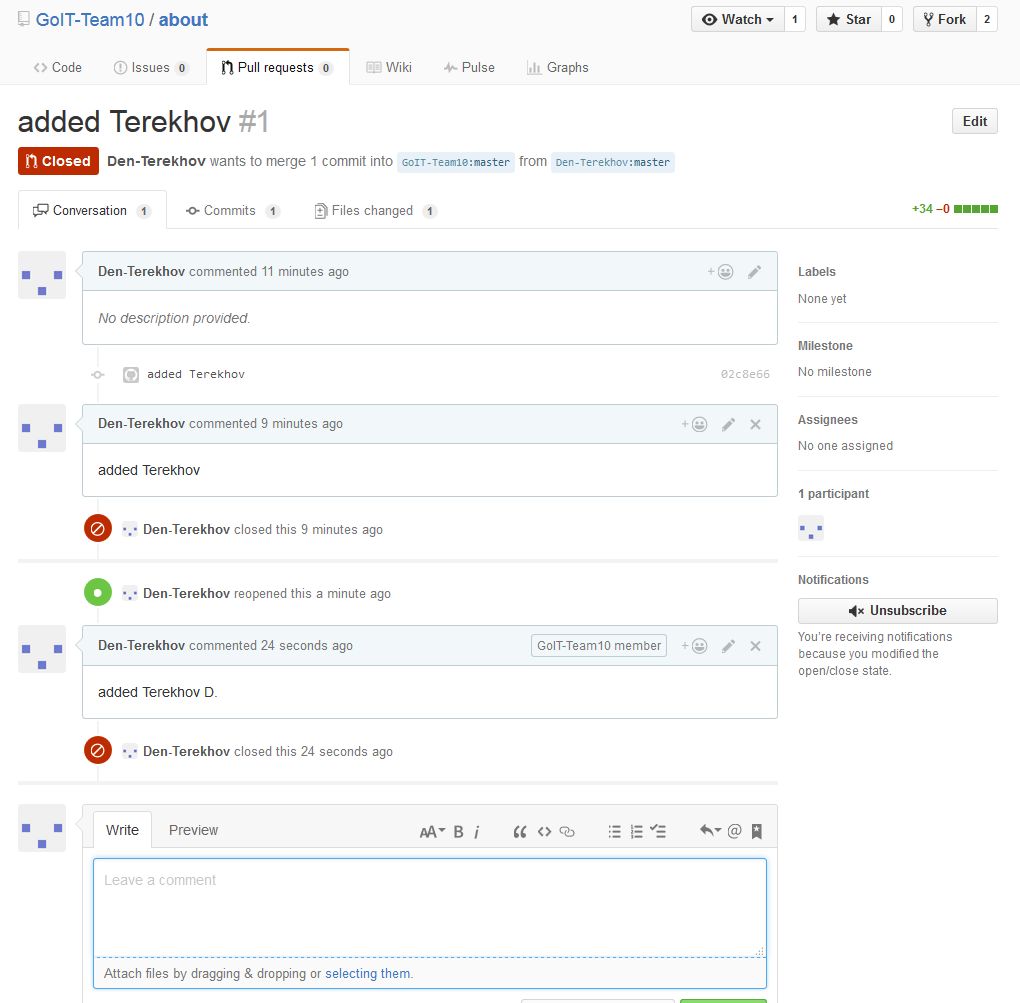 GoIT-Team10 / about
Watch 1 Star 0 Fork 2
Code Issues 0 Pull requests 0 Wiki Pulse Graphs
added Terekhov #1
Edit
Closed Den-Terekhov wants to merge 1 commit into GoIT-Team10:master from Den-Terekhov:master
Conversation 1 Commits 1 Files changed 1
+34 −0
Den-Terekhov commented 11 minutes ago
+
No description provided.
added Terekhov 02c8e66
Den-Terekhov commented 9 minutes ago
+
added Terekhov
Den-Terekhov closed this 9 minutes ago
Den-Terekhov reopened this a minute ago
Den-Terekhov commented 24 seconds ago GoIT-Team10 member +
added Terekhov D.
Den-Terekhov closed this 24 seconds ago
Write Preview
AA B i “ @
Leave a comment
Attach files by dragging & dropping or selecting them.
Labels
None yet
Milestone
No milestone
Assignees
No one assigned
1 participant
Notifications
Unsubscribe
You're receiving notifications
because you modified the
open/close state.